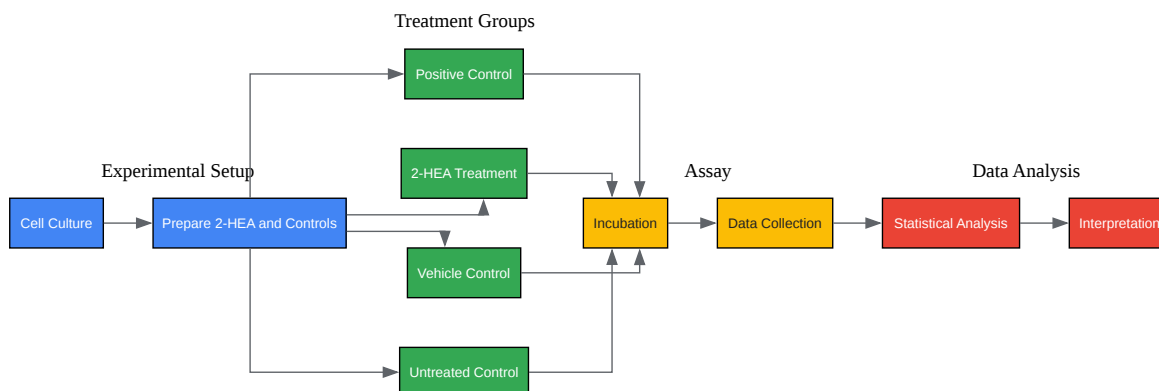 Treatment Groups
Positive Control
Experimental Setup
2-HEA Treatment
Assay
Data Analysis
Cell Culture
Prepare 2-HEA and Controls
Incubation
Data Collection
Statistical Analysis
Interpretation
Vehicle Control
Untreated Control